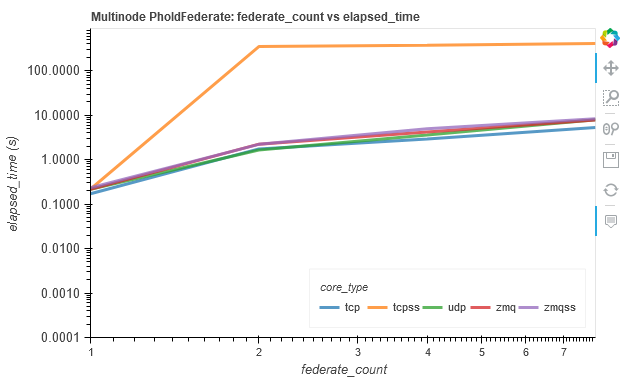 Multinode PholdFederate: federate_count vs elapsed_time
100.0000
10.0000
1.0000
0.1000
0.0100
0.0010
0.0001
elapsed_time (s)
core_type
tcp tcpss udp zmq zmqss
1 2 3 4 5 6 7
federate_count